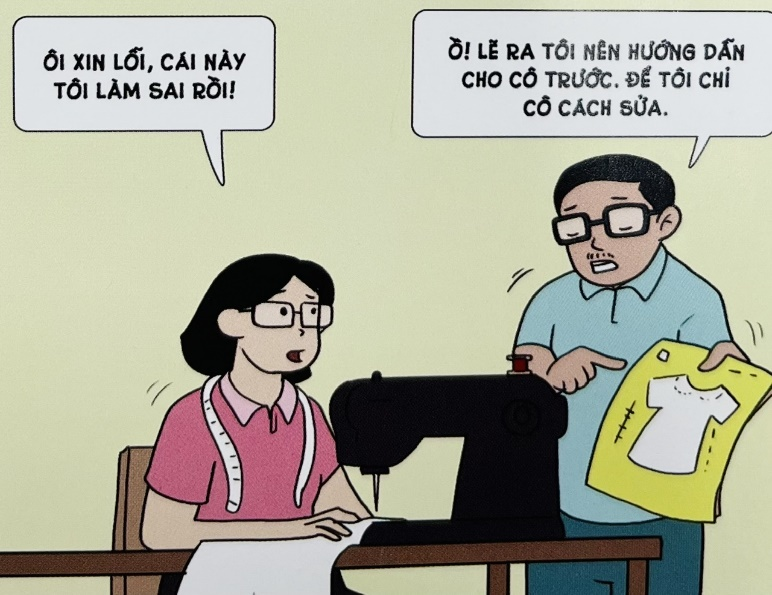 ÔI XIN LỖI, CÁI NÀY
TÔI LÀM SAI RỒI!
Ồ! LẼ RA TÔI NÊN HƯỚNG DẪN
CHO CÔ TRƯỚC. ĐỂ TÔI CHỈ
CÔ CÁCH SỬA.